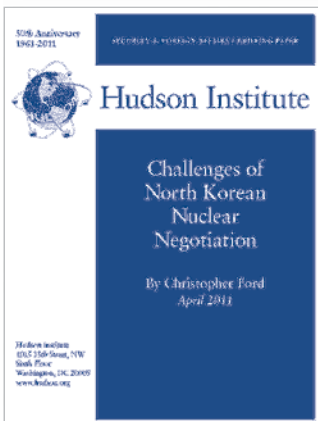 50th Anniversary
1961-2011
SECURITY & FOREIGN AFFAIRS BRIEFING PAPER
Hudson Institute
Challenges of
North Korean
Nuclear
Negotiation
By Christopher Ford
April 2011
Hudson Institute
1015 15th Street, NW
Sixth Floor
Washington, DC 20005
www.hudson.org